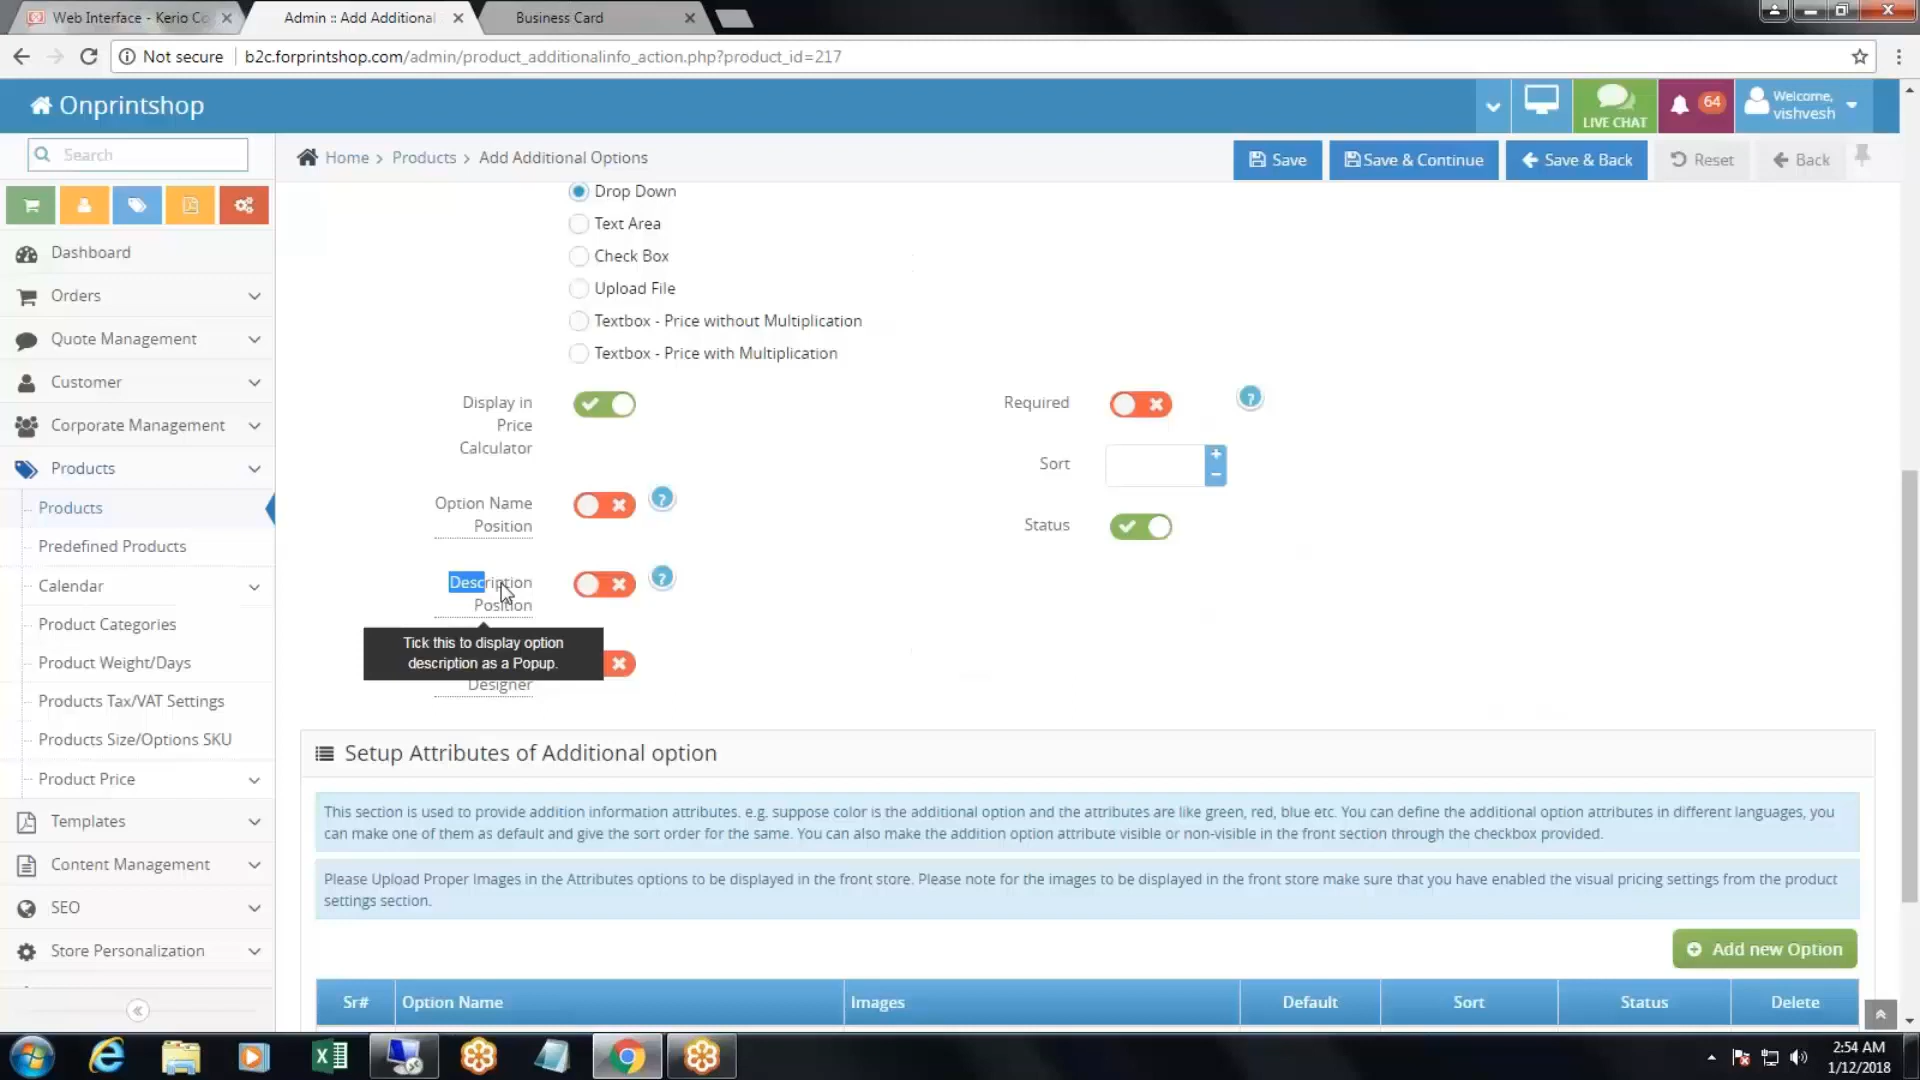 Web Interface - Kerio Co
Admin :: Add Additional
Business Card
Not secure
b2c.forprintshop.com/admin/product_additionalinfo_action.php?product_id=217
Onprintshop
LIVE CHAT
64
Welcome,
vishvesh
Search
Home > Products > Add Additional Options
Save
Save & Continue
Save & Back
Reset
Back
Dashboard
Orders
Quote Management
Customer
Corporate Management
Products
Products
Predefined Products
Calendar
Product Categories
Product Weight/Days
Products Tax/VAT Settings
Products Size/Options SKU
Product Price
Templates
Content Management
SEO
Store Personalization
Drop Down
Text Area
Check Box
Upload File
Textbox - Price without Multiplication
Textbox - Price with Multiplication
Display in
Price
Calculator
Required
?
Sort
Option Name
Position
?
Status
Description
Position
?
Tick this to display option
description as a Popup.
Designer
Setup Attributes of Additional option
This section is used to provide addition information attributes. e.g. suppose color is the additional option and the attributes are like green, red, blue etc. You can define the additional option attributes in different languages, you
can make one of them as default and give the sort order for the same. You can also make the addition option attribute visible or non-visible in the front section through the checkbox provided.
Please Upload Proper Images in the Attributes options to be displayed in the front store. Please note for the images to be displayed in the front store make sure that you have enabled the visual pricing settings from the product
settings section.
Add new Option
Sr#
Option Name
Images
Default
Sort
Status
Delete
2:54 AM
1/12/2018